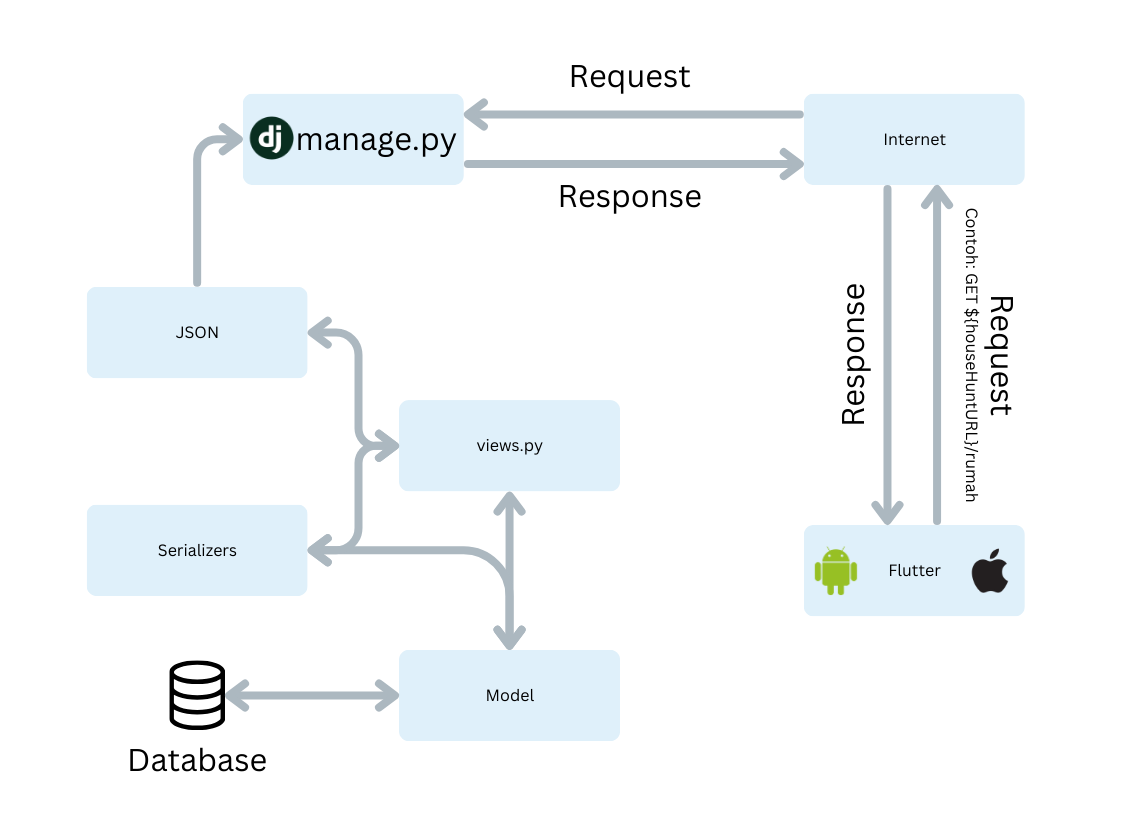 Request
dj manage.py
Internet
Response
JSON
Response
Contoh: GET ${houseHuntURL}/rumah
Request
views.py
Serializers
Flutter
Model
Database